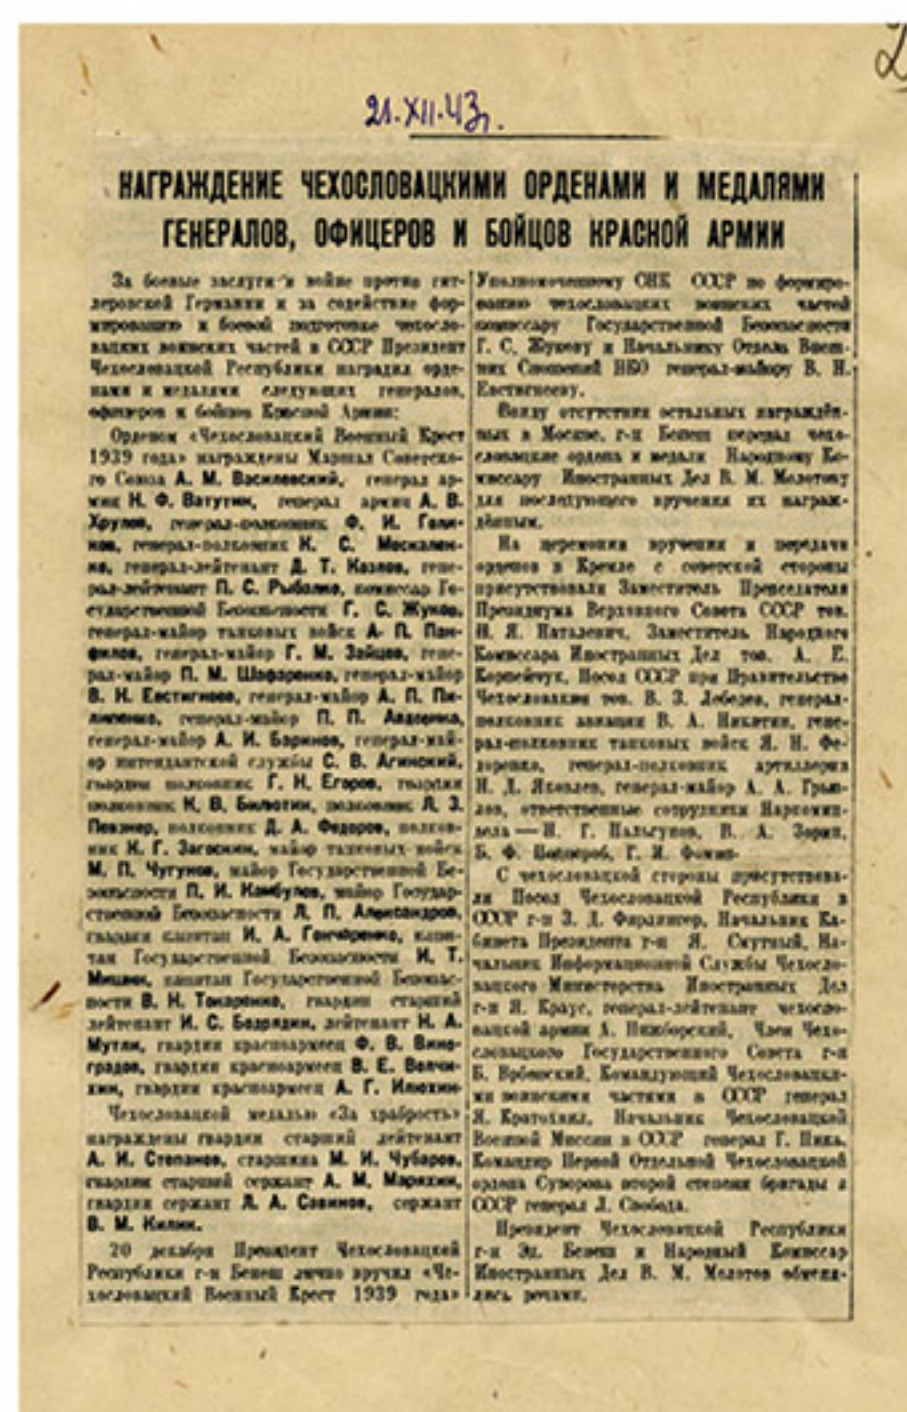 21.XII.43г.
НАГРАЖДЕНИЕ ЧЕХОСЛОВАЦКИМИ ОРДЕНАМИ И МЕДАЛЯМИ
ГЕНЕРАЛОВ, ОФИЦЕРОВ И БОЙЦОВ КРАСНОЙ АРМИИ
За боевые заслуги в войне против гит-
леровской Германии и за содействие фор-
мированию и боевой подготовке чехосло-
вацких воинских частей в СССР Президент
Чехословацкой Республики наградил орде-
нами и медалями следующих генералов,
офицеров и бойцов Красной Армии:
Орденом «Чехословацкий Военный Крест
1939 года» награждены Маршал Советско-
го Союза А. М. Василевский, генерал ар-
мии Н. Ф. Ватутин, генерал армии А. В.
Хрулев, генерал-полковник Ф. И. Голи-
ков, генерал-полковник К. С. Москален-
ко, генерал-лейтенант Д. Т. Козлов, гене-
рал-лейтенант П. С. Рыбалко, комиссар Го-
сударственной Безопасности Г. С. Жуков,
генерал-майор танковых войск А. П. Пан-
филов, генерал-майор Г. М. Зайцев, гене-
рал-майор П. М. Шафаренко, генерал-майор
В. Н. Евстигнеев, генерал-майор А. П. Пи-
липенко, генерал-майор П. П. Авдеенко,
генерал-майор А. И. Баринов, генерал-май-
ор интендантской службы С. В. Агинский,
гвардии полковник Г. Н. Егоров, гвардии
полковник К. В. Билютин, полковник Л. З.
Певзнер, полковник Д. А. Федоров, полков-
ник К. Г. Загоскин, майор танковых войск
М. П. Чугунов, майор Государственной Бе-
зопасности П. И. Камбулов, майор Государ-
ственной Безопасности Л. П. Александров,
гвардии капитан И. А. Гончаренко, капи-
тан Государственной Безопасности И. Т.
Мишин, капитан Государственной Безопас-
ности В. Н. Токаренко, гвардии старший
лейтенант И. С. Бодрядин, лейтенант Н. А.
Мутли, гвардии красноармеец Ф. В. Вино-
градов, гвардии красноармеец В. Е. Волчи-
хин, гвардии красноармеец А. Г. Илюхин.
Чехословацкой медалью «За храбрость»
награждены гвардии старший лейтенант
А. И. Степанов, старшина М. И. Чубаров,
гвардии старший сержант А. М. Маряхин,
гвардии сержант Л. А. Савинов, сержант
В. М. Килин.
20 декабря Президент Чехословацкой
Республики г-н Бенеш лично вручил «Че-
хословацкий Военный Крест 1939 года»
Уполномоченному СНК СССР по формиро-
ванию чехословацких воинских частей
комиссару Государственной Безопасности
Г. С. Жукову и Начальнику Отдела Внеш-
них Сношений НКО генерал-майору В. Н.
Евстигнееву.
Ввиду отсутствия остальных награждён-
ных в Москве, г-н Бенеш передал чехо-
словацкие ордена и медали Народному Ко-
миссару Иностранных Дел В. М. Молотову
для последующего вручения их награж-
дённым.
На церемонии вручения и передачи
орденов в Кремле с советской стороны
присутствовали Заместитель Председателя
Президиума Верховного Совета СССР тов.
Н. Я. Наталевич, Заместитель Народного
Комиссара Иностранных Дел тов. А. Е.
Корнейчук, Посол СССР при Правительстве
Чехословакии тов. В. З. Лебедев, генерал-
полковник авиации Н. А. Никитин, гене-
рал-полковник танковых войск Я. Н. Фе-
доренко, генерал-полковник артиллерии
Н. Д. Яковлев, генерал-майор А. А. Грыз-
лов, ответственные сотрудники Наркомин-
дела — Н. Г. Пальгунов, В. А. Зорин,
Б. Ф. Подцероб, Г. И. Фомин.
С чехословацкой стороны присутствова-
ли Посол Чехословацкой Республики в
СССР г-н З. Д. Фирлингер, Начальник Ка-
бинета Президента г-н Я. Смутный, На-
чальник Информационной Службы Чехосло-
вацкого Министерства Иностранных Дел
г-н Я. Краус, генерал-лейтенант чехосло-
вацкой армии А. Нижборский, Член Чехо-
словацкого Государственного Совета г-н
Б. Врбенский, Командующий Чехословацки-
ми воинскими частями в СССР генерал
Я. Кратохвил, Начальник Чехословацкой
Военной Миссии в СССР генерал Г. Пика,
Командир Первой Отдельной Чехословацкой
ордена Суворова второй степени бригады в
СССР генерал Л. Свобода.
Президент Чехословацкой Республики
г-н Эд. Бенеш и Народный Комиссар
Иностранных Дел В. М. Молотов обменя-
лись речами.